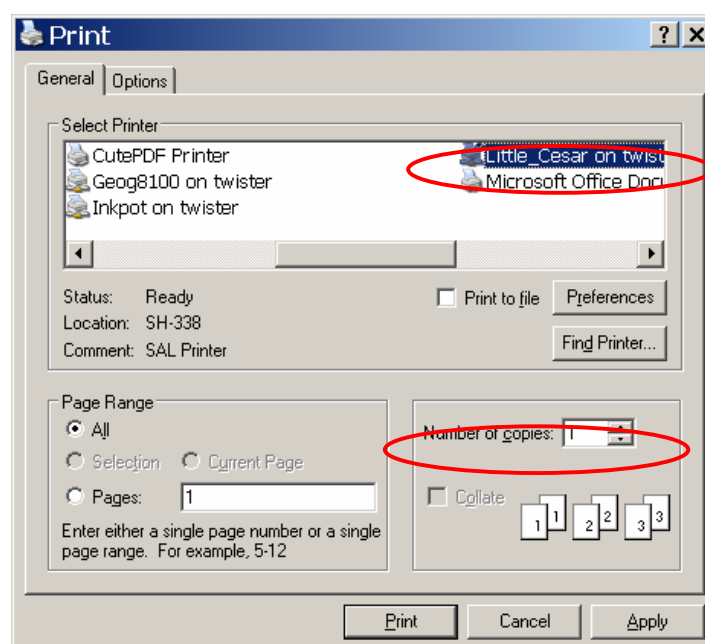 Print
General Options
Select Printer
CutePDF Printer
Geog8100 on twister
Inkpot on twister
Little_Cesar on twist
Microsoft Office Docu
Status: Ready
Location: SH-338
Comment: SAL Printer
Print to file
Preferences
Find Printer...
Page Range
All
Selection Current Page
Pages: 1
Enter either a single page number or a single
page range. For example, 5-12
Number of copies: 1
Collate
1 1 2 2 3 3
Print Cancel Apply